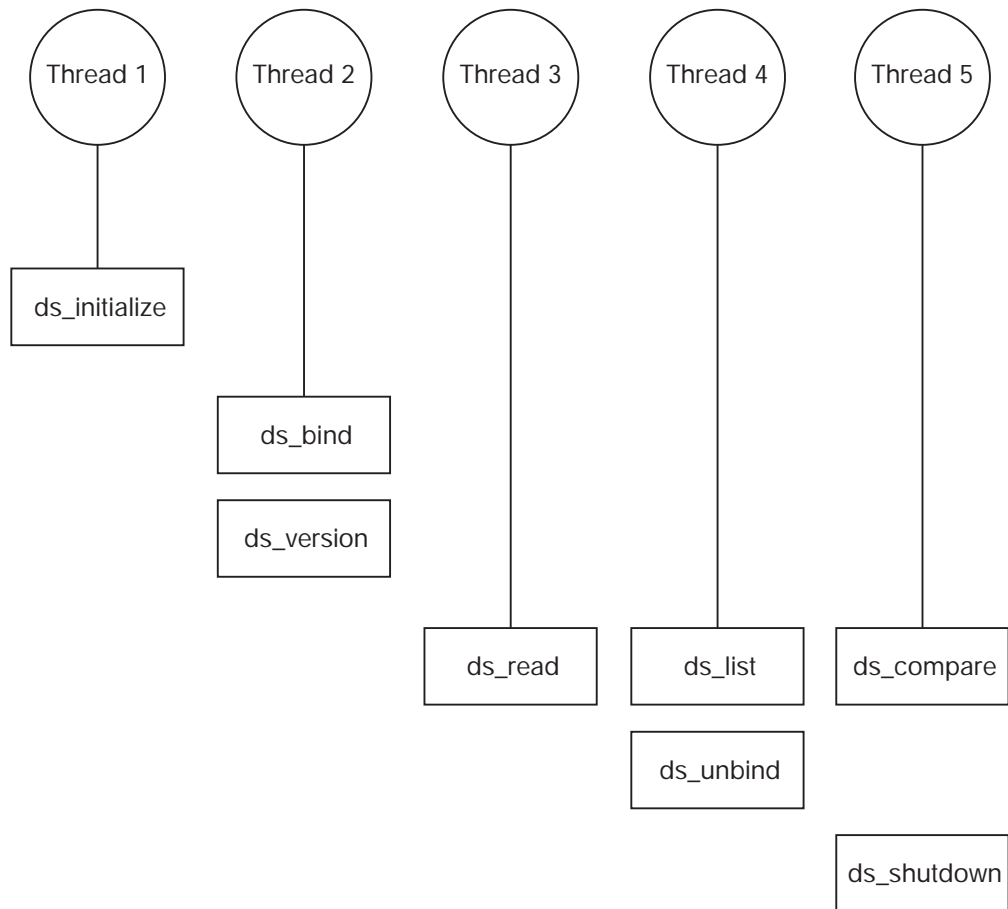 Thread 1
Thread 2
Thread 3
Thread 4
Thread 5
ds_initialize
ds_bind
ds_version
ds_read
ds_list
ds_compare
ds_unbind
ds_shutdown